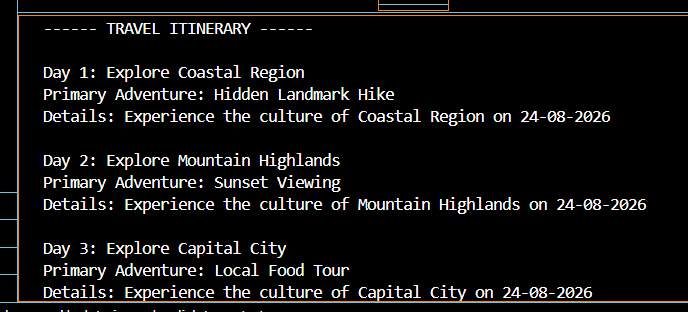 ------ TRAVEL ITINERARY ------
Day 1: Explore Coastal Region
Primary Adventure: Hidden Landmark Hike
Details: Experience the culture of Coastal Region on 24-08-2026
Day 2: Explore Mountain Highlands
Primary Adventure: Sunset Viewing
Details: Experience the culture of Mountain Highlands on 24-08-2026
Day 3: Explore Capital City
Primary Adventure: Local Food Tour
Details: Experience the culture of Capital City on 24-08-2026